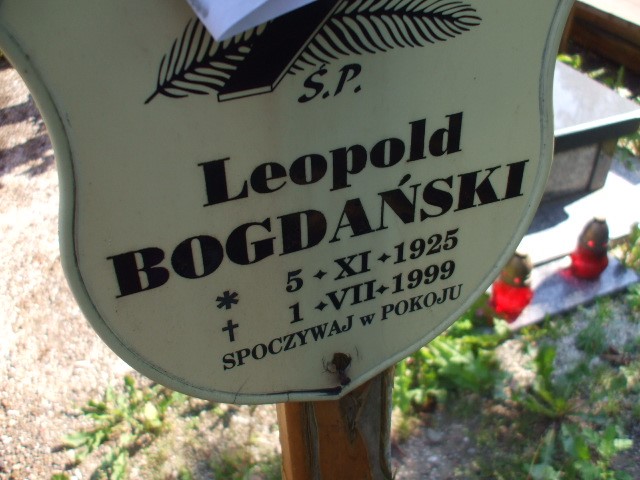 Ś.P.
Leopold
BOGDAŃSKI
* 5 ✦ XI ✦ 1925
† 1 ✦ VII ✦ 1999
SPOCZYWAJ w POKOJU